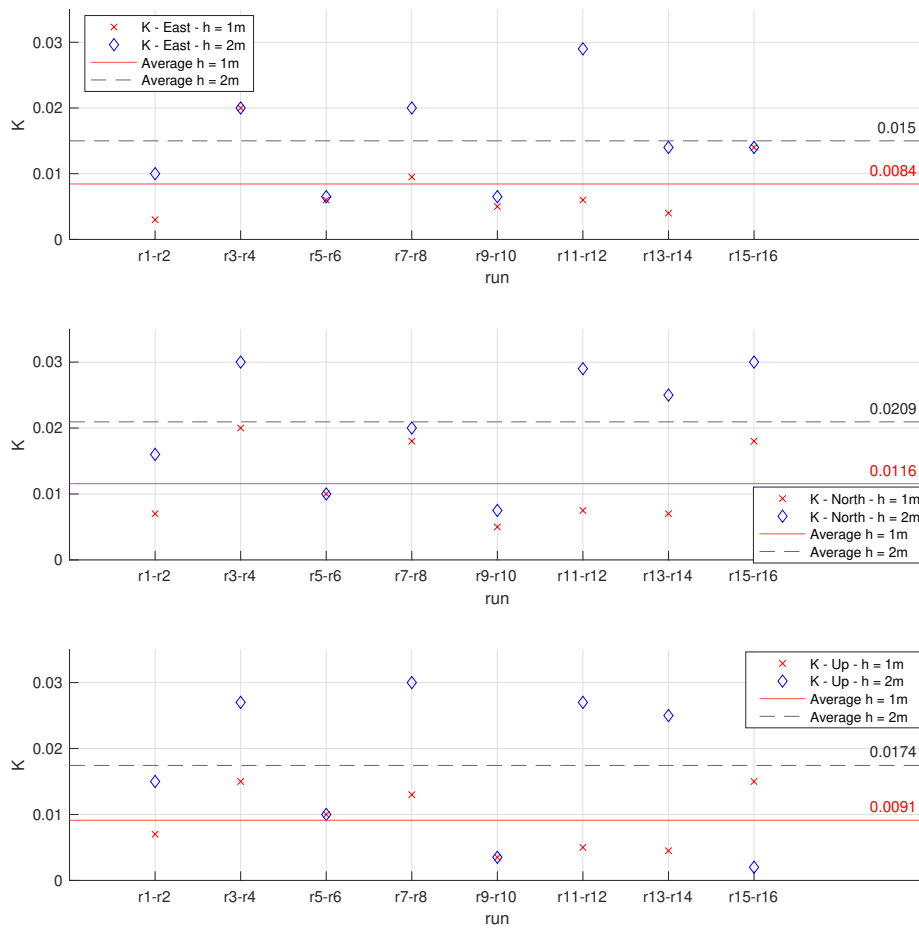 K - East - h = 1m
K - East - h = 2m
Average h = 1m
Average h = 2m
0.03
0.02
0.01
0
K
0.015
0.0084
r1-r2 r3-r4 r5-r6 r7-r8 r9-r10 r11-r12 r13-r14 r15-r16
run
0.03
0.02
0.01
0
K
0.0209
0.0116
K - North - h = 1m
K - North - h = 2m
Average h = 1m
Average h = 2m
r1-r2 r3-r4 r5-r6 r7-r8 r9-r10 r11-r12 r13-r14 r15-r16
run
K - Up - h = 1m
K - Up - h = 2m
Average h = 1m
Average h = 2m
0.03
0.02
0.01
0
K
0.0174
0.0091
r1-r2 r3-r4 r5-r6 r7-r8 r9-r10 r11-r12 r13-r14 r15-r16
run